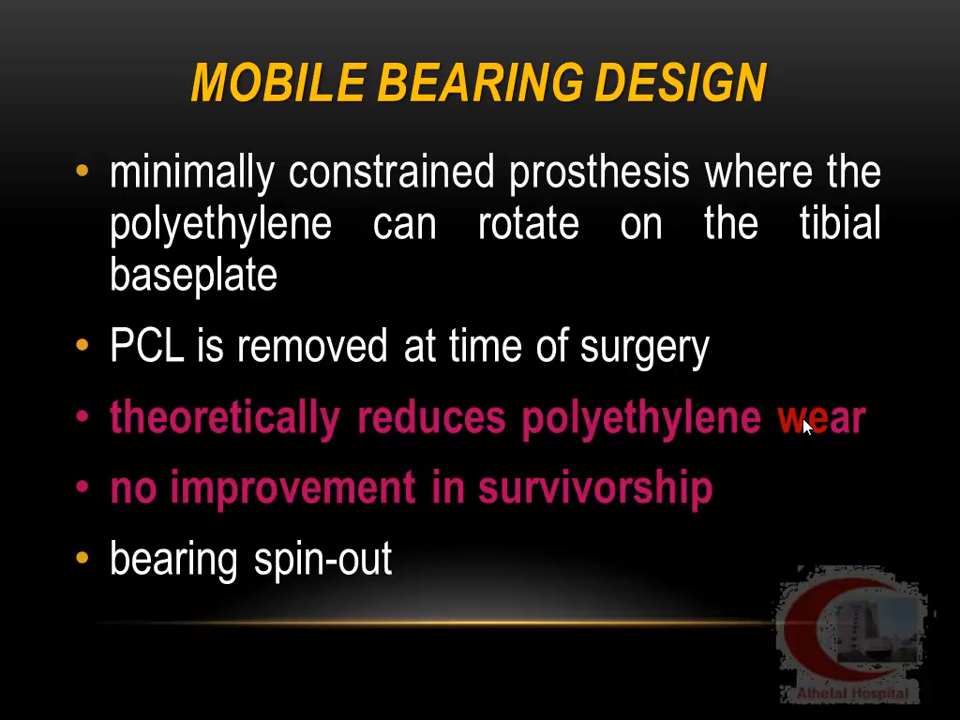 MOBILE BEARING DESIGN
• minimally constrained prosthesis where the
polyethylene can rotate on the tibial
baseplate
• PCL is removed at time of surgery
• theoretically reduces polyethylene wear
• no improvement in survivorship
• bearing spin-out
Alhelal Hospital